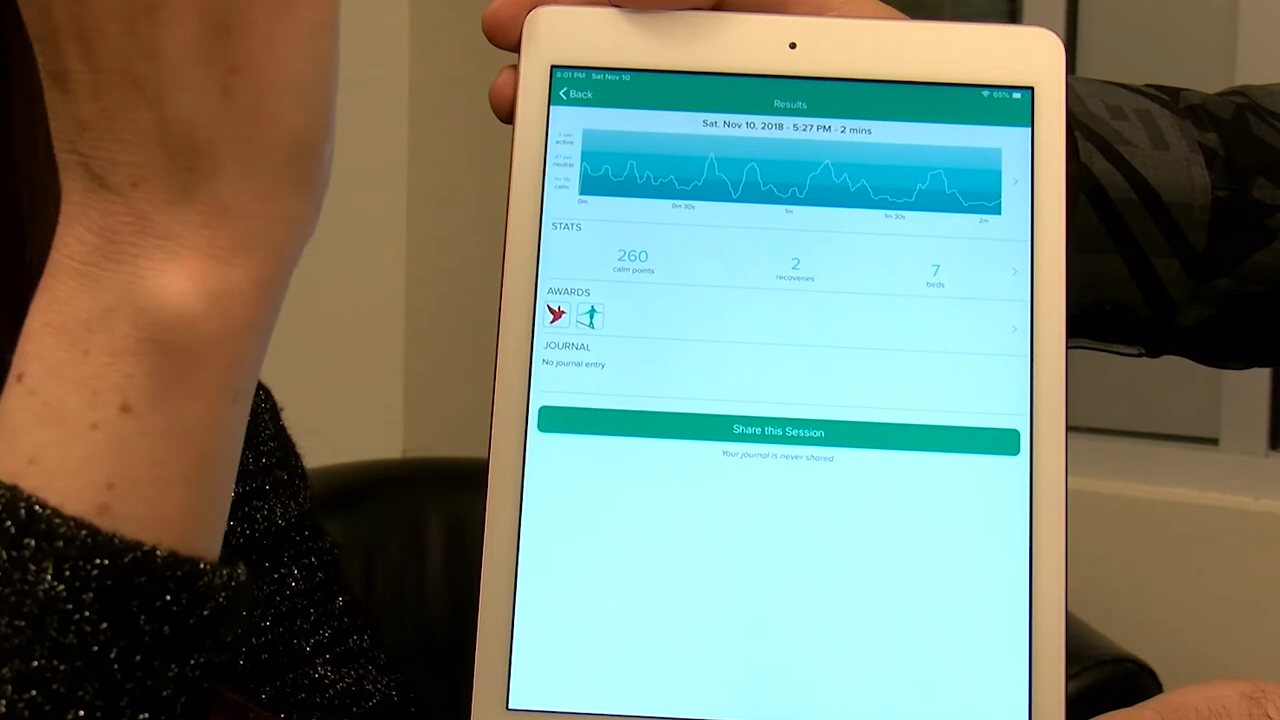 8:01 PM Sat Nov 10
65%
Back
Results
Sat. Nov 10, 2018 - 5:27 PM - 2 mins
active
neutral
calm
0m 0m 30s 1m 1m 30s 2m
STATS
260 2 7
calm points recoveries birds
AWARDS
JOURNAL
No journal entry
Share this Session
Your journal is never shared